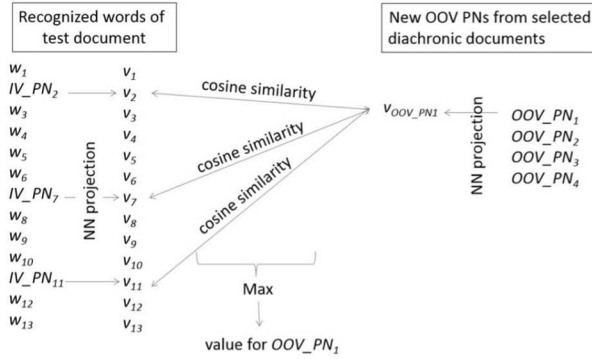 Recognized words of
test document
New OOV PNs from selected
diachronic documents
w1
IV_PN2
w3
w4
w5
w6
IV_PN7
w8
w9
w10
IV_PN11
w12
w13
NN projection
v1
v2
v3
v4
v5
v6
v7
v8
v9
v10
v11
v12
v13
cosine similarity
cosine similarity
cosine similarity
vOOV_PN1
NN projection
OOV_PN1
OOV_PN2
OOV_PN3
OOV_PN4
Max
value for OOV_PN1